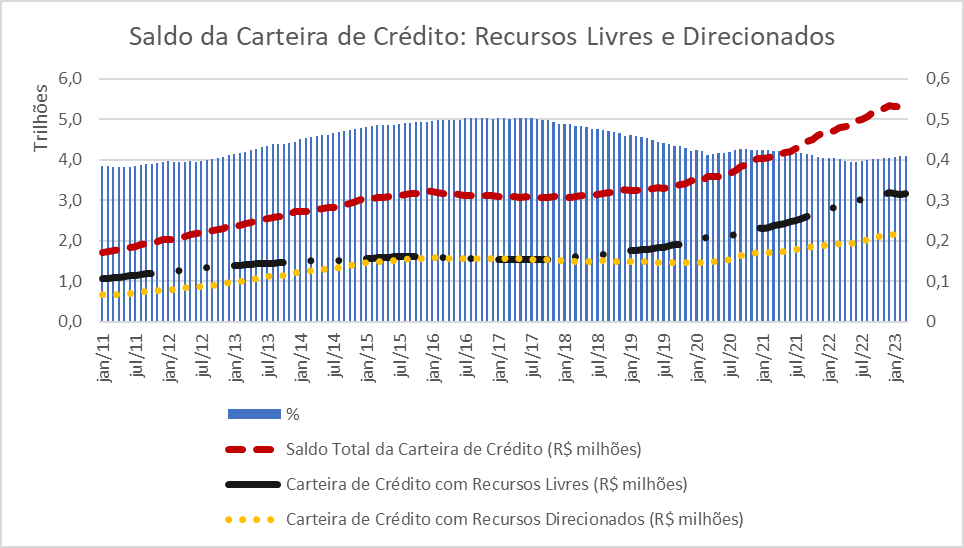 Saldo da Carteira de Crédito: Recursos Livres e Direcionados
Trilhões
6,0
5,0
4,0
3,0
2,0
1,0
0,0
0,6
0,5
0,4
0,3
0,2
0,1
0
jan/11
jul/11
jan/12
jul/12
jan/13
jul/13
jan/14
jul/14
jan/15
jul/15
jan/16
jul/16
jan/17
jul/17
jan/18
jul/18
jan/19
jul/19
jan/20
jul/20
jan/21
jul/21
jan/22
jul/22
jan/23
%
Saldo Total da Carteira de Crédito (R$ milhões)
Carteira de Crédito com Recursos Livres (R$ milhões)
Carteira de Crédito com Recursos Direcionados (R$ milhões)